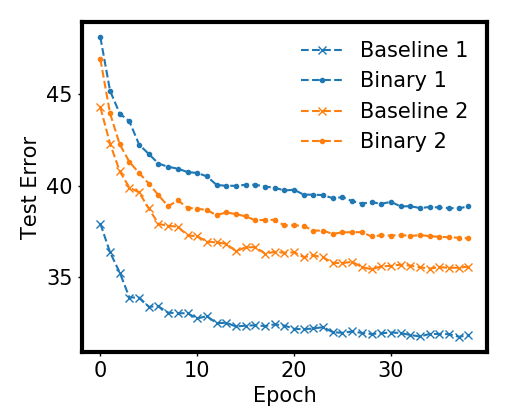 Baseline 1
Binary 1
Baseline 2
Binary 2
45
40
35
Test Error
0 10 20 30
Epoch